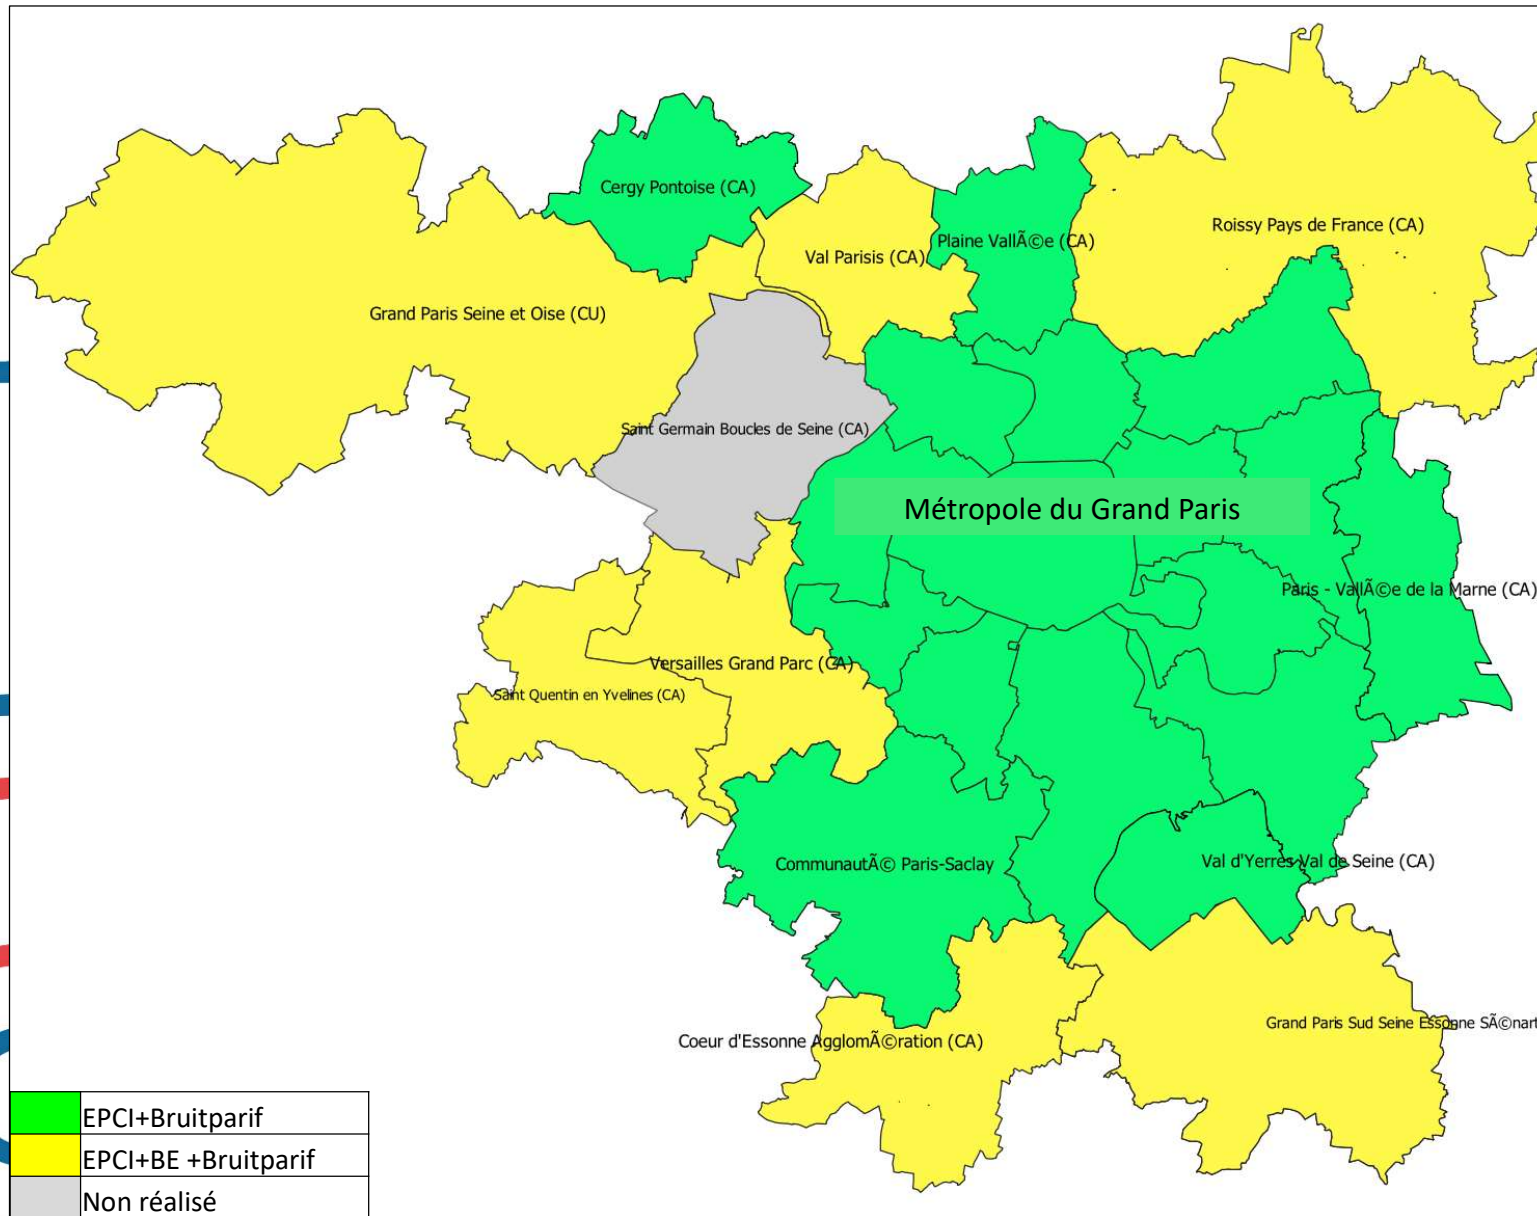 Cergy Pontoise (CA)
Roissy Pays de France (CA)
Plaine VallÃ©e (CA)
Val Parisis (CA)
Grand Paris Seine et Oise (CU)
Saint Germain Boucles de Seine (CA)
Métropole du Grand Paris
Paris - VallÃ©e de la Marne (CA)
Versailles Grand Parc (CA)
Saint Quentin en Yvelines (CA)
CommunautÃ© Paris-Saclay
Val d'Yerres Val de Seine (CA)
Grand Paris Sud Seine Essonne SÃ©nart
Coeur d'Essonne AgglomÃ©ration (CA)
EPCI+Bruitparif
EPCI+BE +Bruitparif
Non réalisé